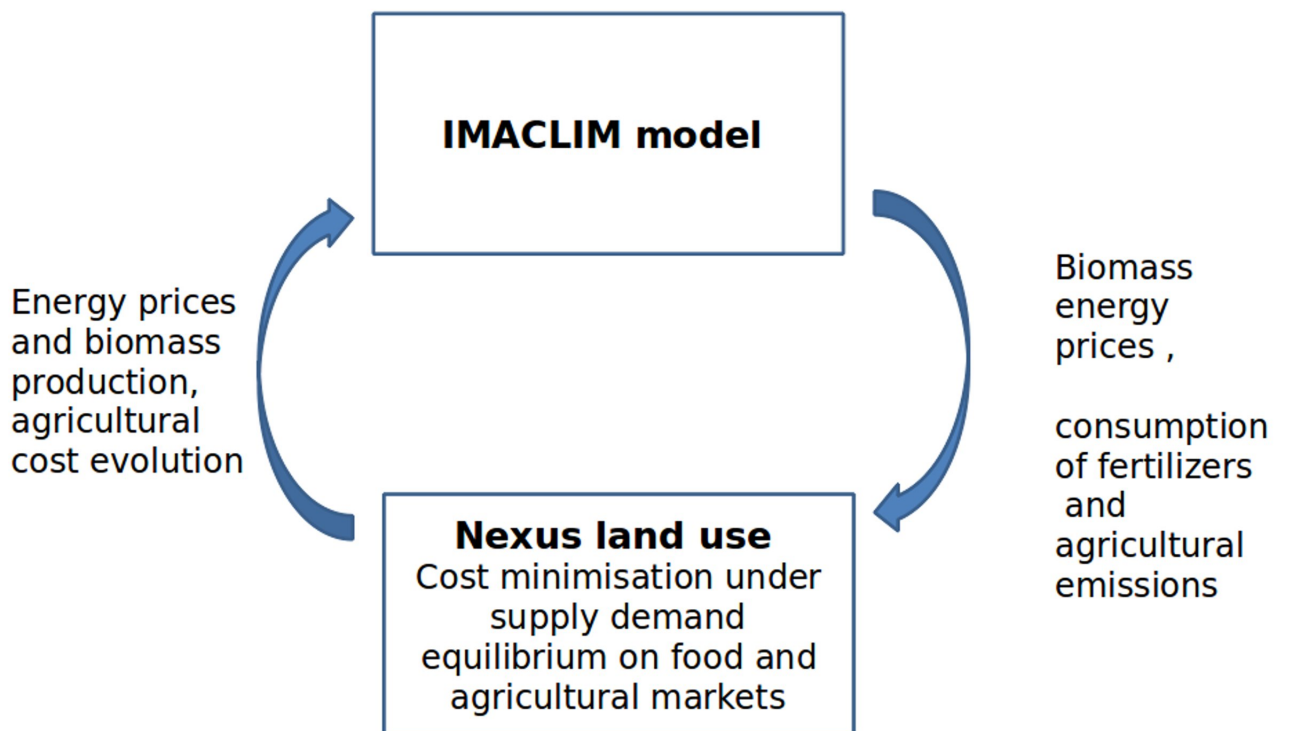 IMACLIM model
Energy prices
and biomass
production,
agricultural
cost evolution
Biomass
energy
prices ,
consumption
of fertilizers
and
agricultural
emissions
Nexus land use
Cost minimisation under
supply demand
equilibrium on food and
agricultural markets